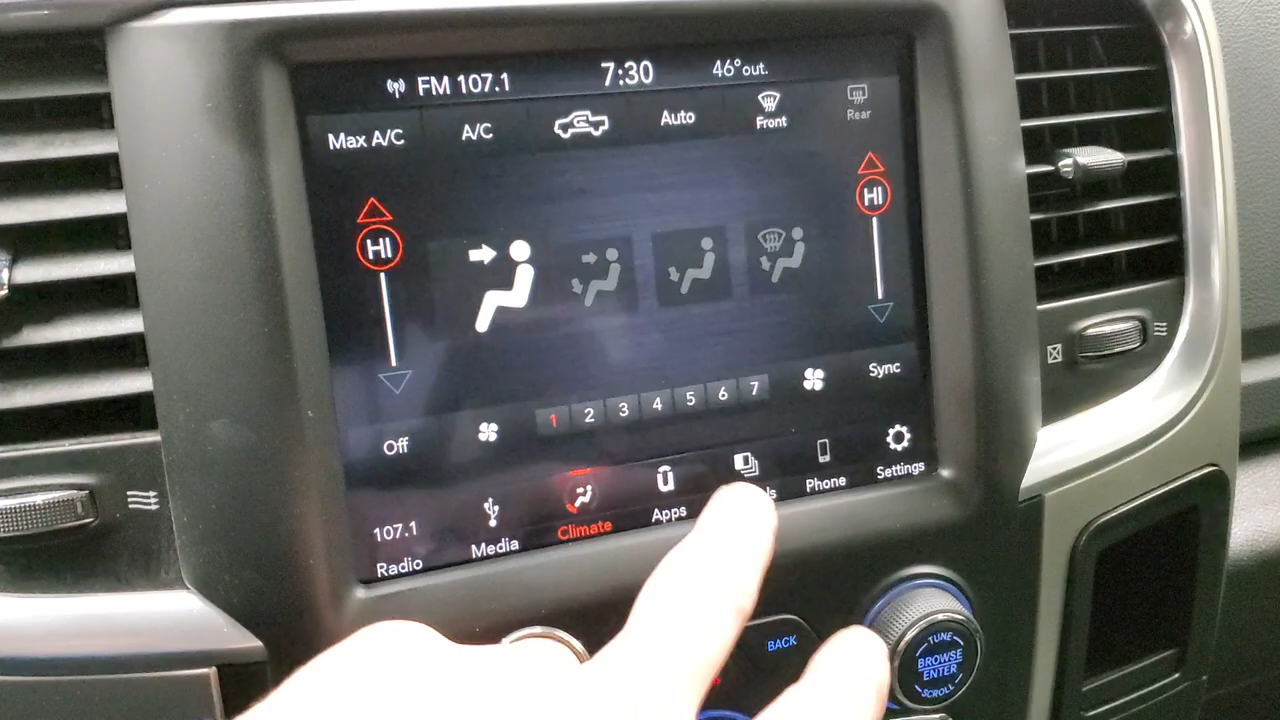 FM 107.1 7:30 46° out.
Max A/C A/C Auto Front Rear
HI HI
1 2 3 4 5 6 7
Off Sync
107.1
Radio Media Climate Apps Phone Settings
BACK
TUNE
BROWSE
ENTER
SCROLL